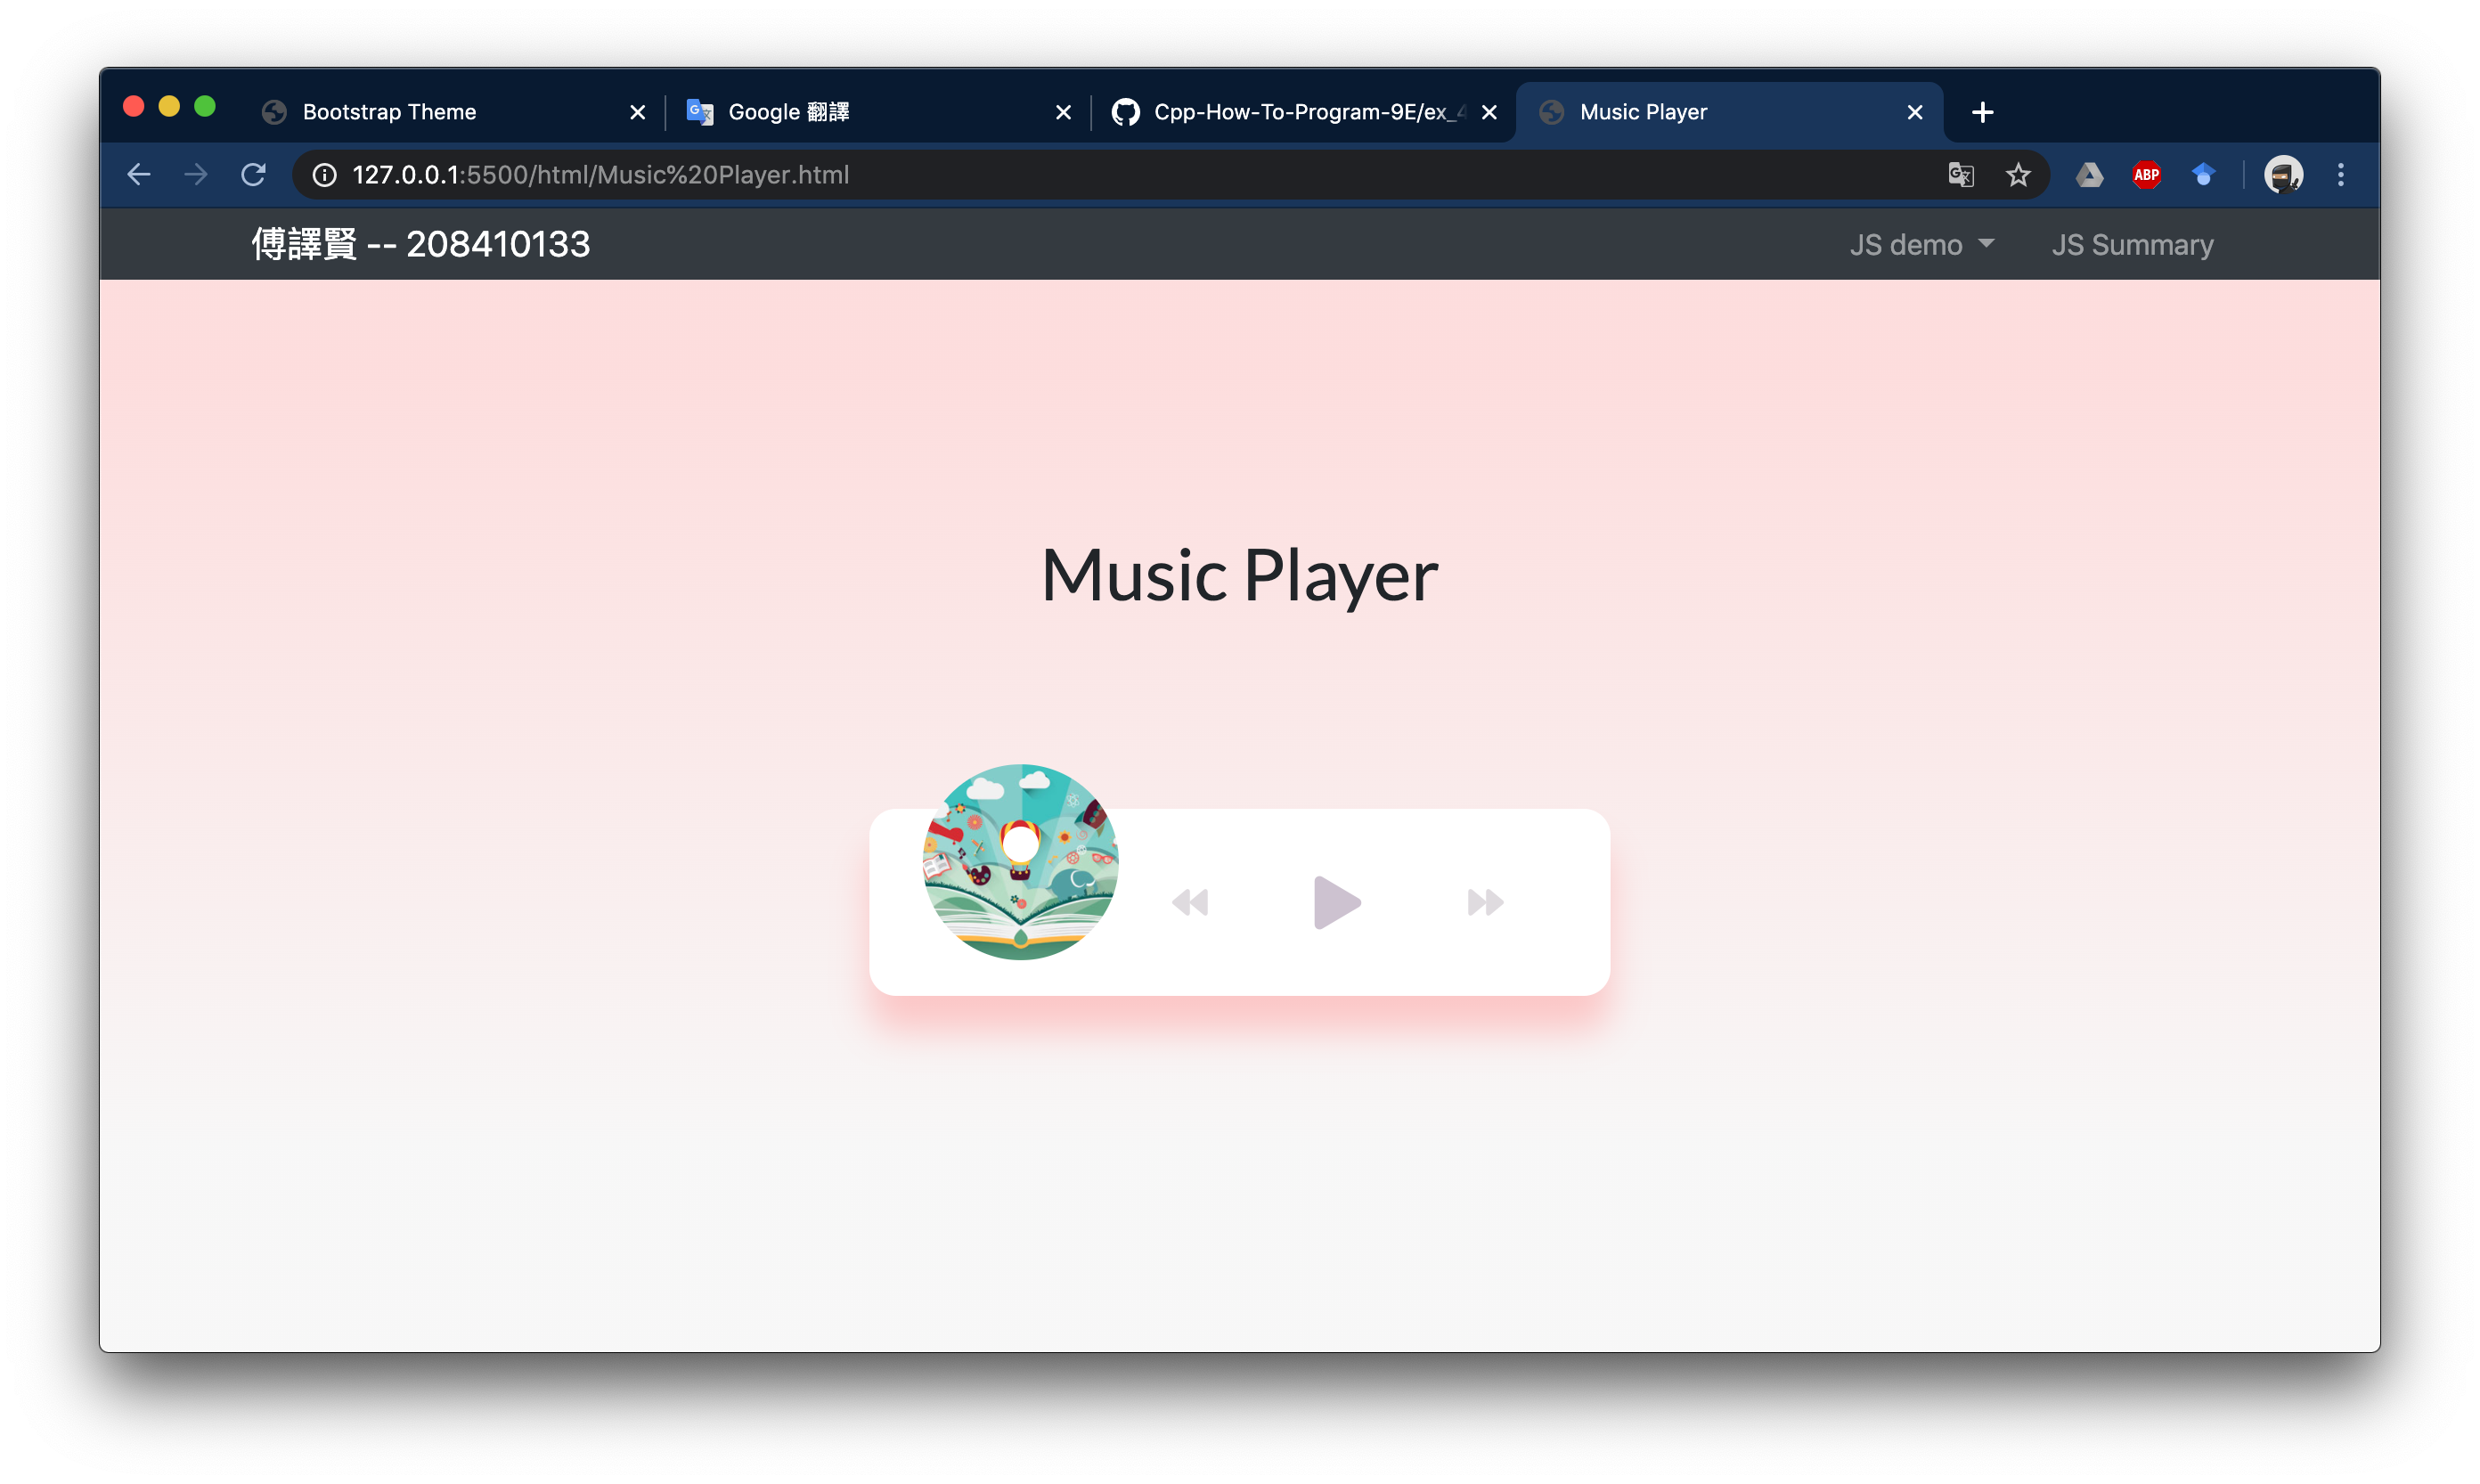 Bootstrap Theme
Google 翻譯
Cpp-How-To-Program-9E/ex_4
Music Player
127.0.0.1:5500/html/Music%20Player.html
ABP
傅譯賢 -- 208410133
JS demo
JS Summary
Music Player